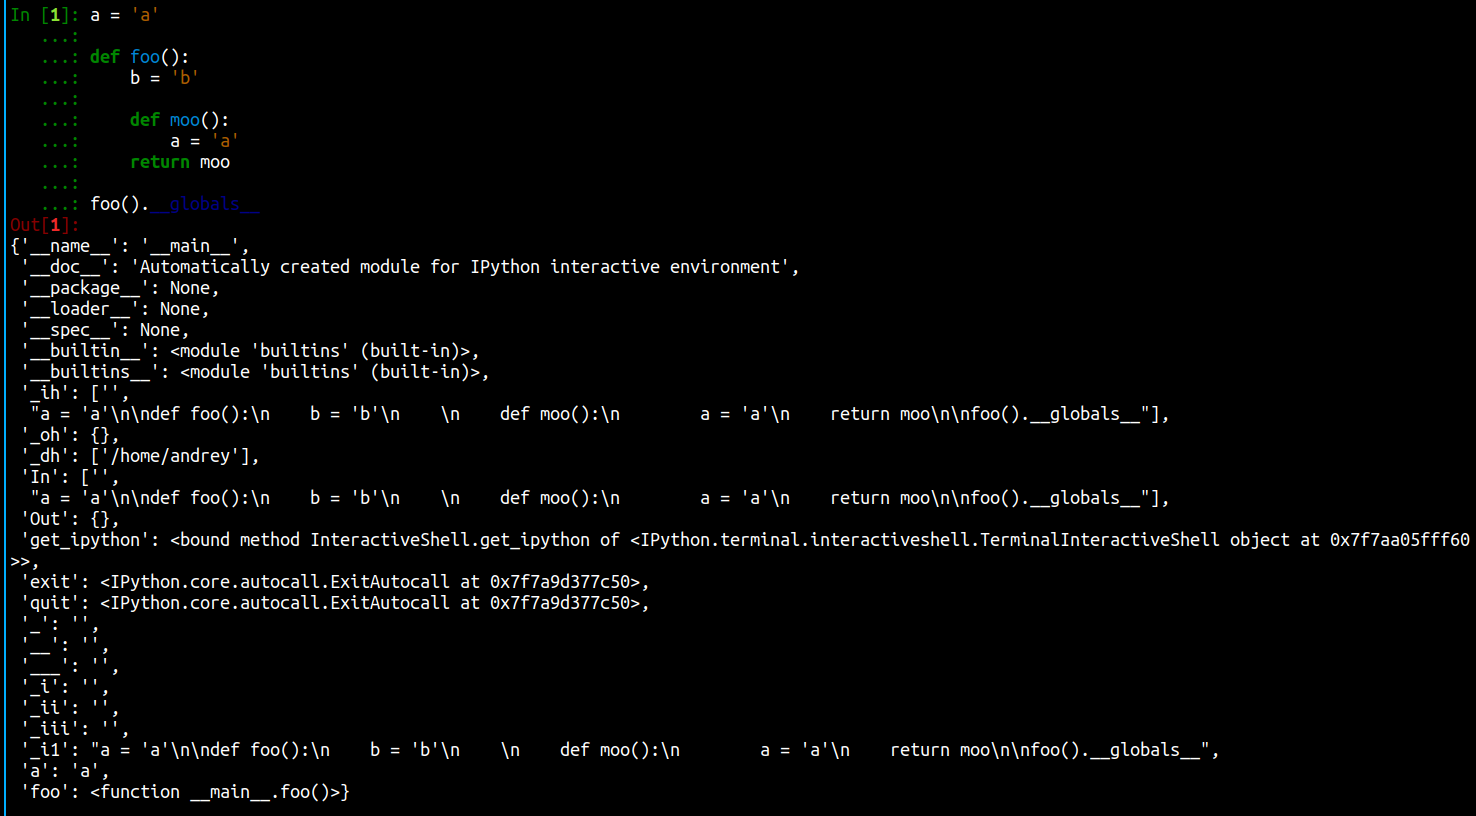 In [1]: a = 'a'
   ...:
   ...: def foo():
   ...:     b = 'b'
   ...:
   ...:     def moo():
   ...:         a = 'a'
   ...:     return moo
   ...:
   ...: foo().__globals__
Out[1]:
{'__name__': '__main__',
 '__doc__': 'Automatically created module for IPython interactive environment',
 '__package__': None,
 '__loader__': None,
 '__spec__': None,
 '__builtin__': <module 'builtins' (built-in)>,
 '__builtins__': <module 'builtins' (built-in)>,
 '_ih': ['',
  "a = 'a'\n\ndef foo():\n    b = 'b'\n    \n    def moo():\n        a = 'a'\n    return moo\n\nfoo().__globals__"],
 '_oh': {},
 '_dh': ['/home/andrey'],
 'In': ['',
  "a = 'a'\n\ndef foo():\n    b = 'b'\n    \n    def moo():\n        a = 'a'\n    return moo\n\nfoo().__globals__"],
 'Out': {},
 'get_ipython': <bound method InteractiveShell.get_ipython of <IPython.terminal.interactiveshell.TerminalInteractiveShell object at 0x7f7aa05fff60
>>,
 'exit': <IPython.core.autocall.ExitAutocall at 0x7f7a9d377c50>,
 'quit': <IPython.core.autocall.ExitAutocall at 0x7f7a9d377c50>,
 '_': '',
 '__': '',
 '___': '',
 '_i': '',
 '_ii': '',
 '_iii': '',
 '_i1': "a = 'a'\n\ndef foo():\n    b = 'b'\n    \n    def moo():\n        a = 'a'\n    return moo\n\nfoo().__globals__",
 'a': 'a',
 'foo': <function __main__.foo()>}